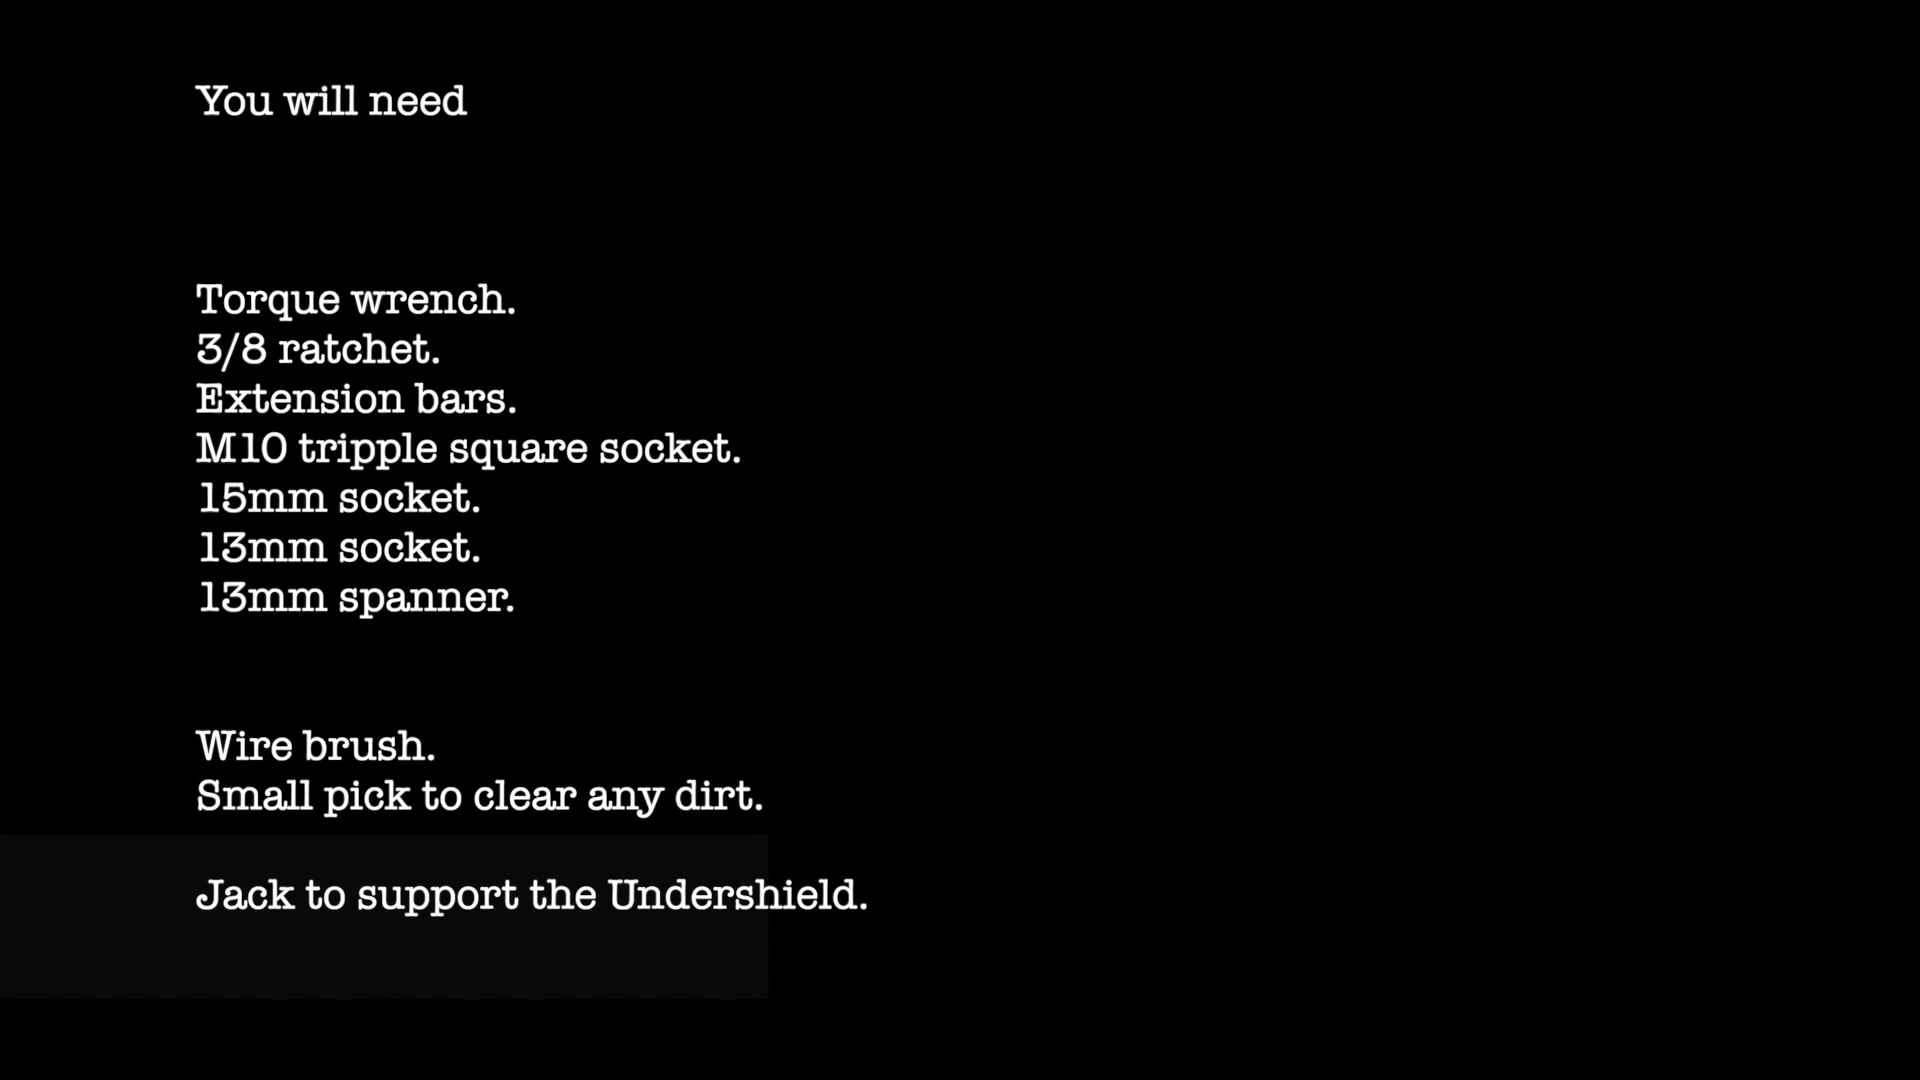 You will need
Torque wrench.
3/8 ratchet.
Extension bars.
M10 tripple square socket.
15mm socket.
13mm socket.
13mm spanner.
Wire brush.
Small pick to clear any dirt.
Jack to support the Undershield.